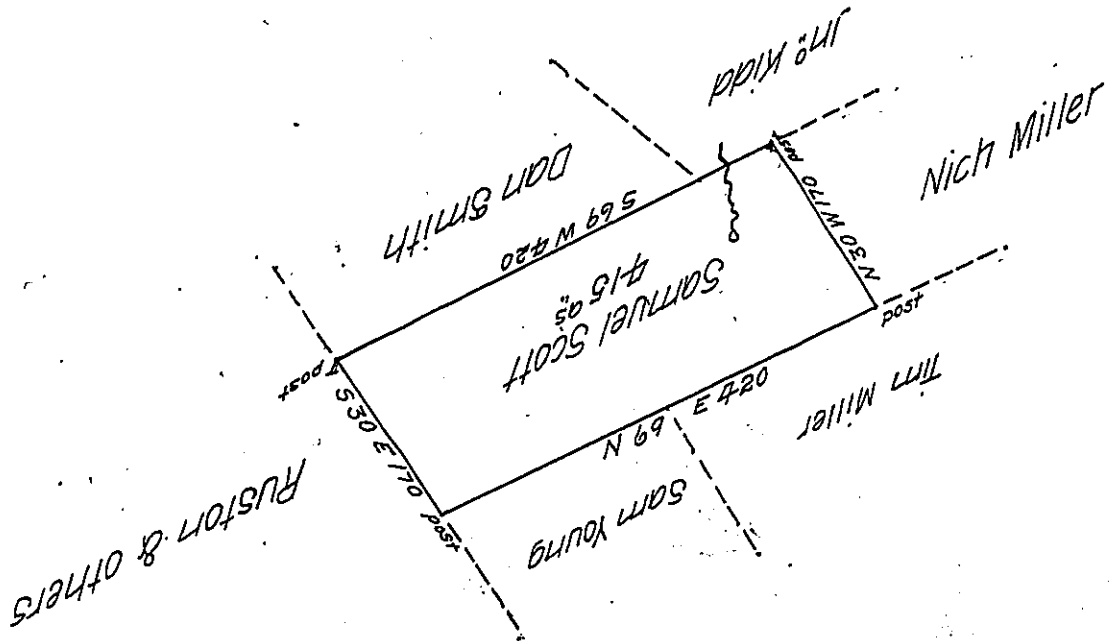 Jnº Kidd
Nich Miller
Dan Smith
S 69 W 420
post
N 30 W 170
Samuel Scott
415 aş
post
T post
S 30 E 170
post
N 69 E 420
Tim Miller
Sam Young
Ruston & others